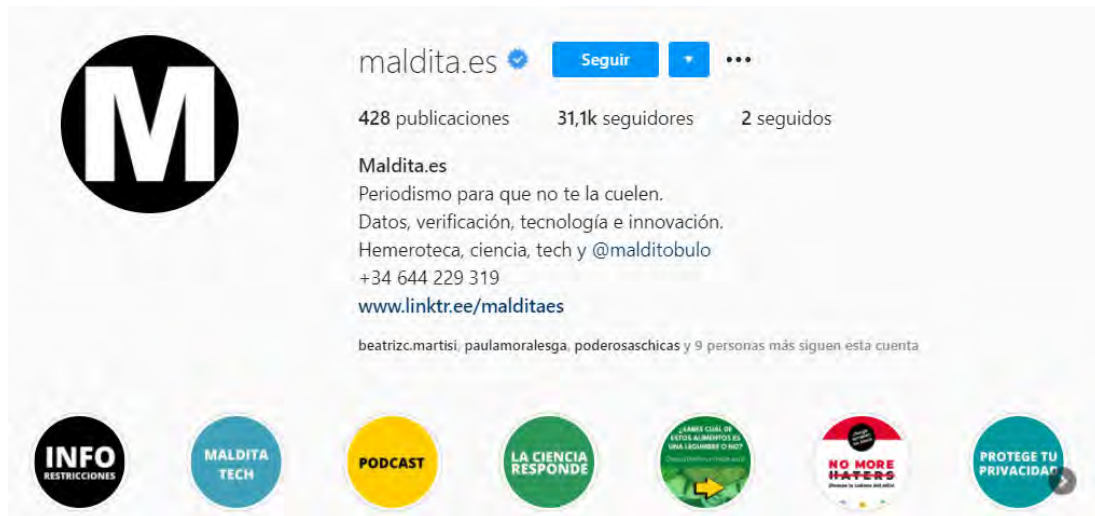 M
maldita.es
Seguir
428 publicaciones 31,1k seguidores 2 seguidos
Maldita.es
Periodismo para que no te la cuelen.
Datos, verificación, tecnología e innovación.
Hemeroteca, ciencia, tech y @malditobulo
+34 644 229 319
www.linktr.ee/malditaes
beatrizc.martisi, paulamoralesga, poderosaschicas y 9 personas más siguen esta cuenta
INFO
RESTRICCIONES
MALDITA
TECH
PODCAST
LA CIENCIA
RESPONDE
¿SABES CUÁL DE
ESTOS ALIMENTOS ES
UNA LEGUMBRE O NO?
NO MORE
HATERS
PROTEGE TU
PRIVACIDAD